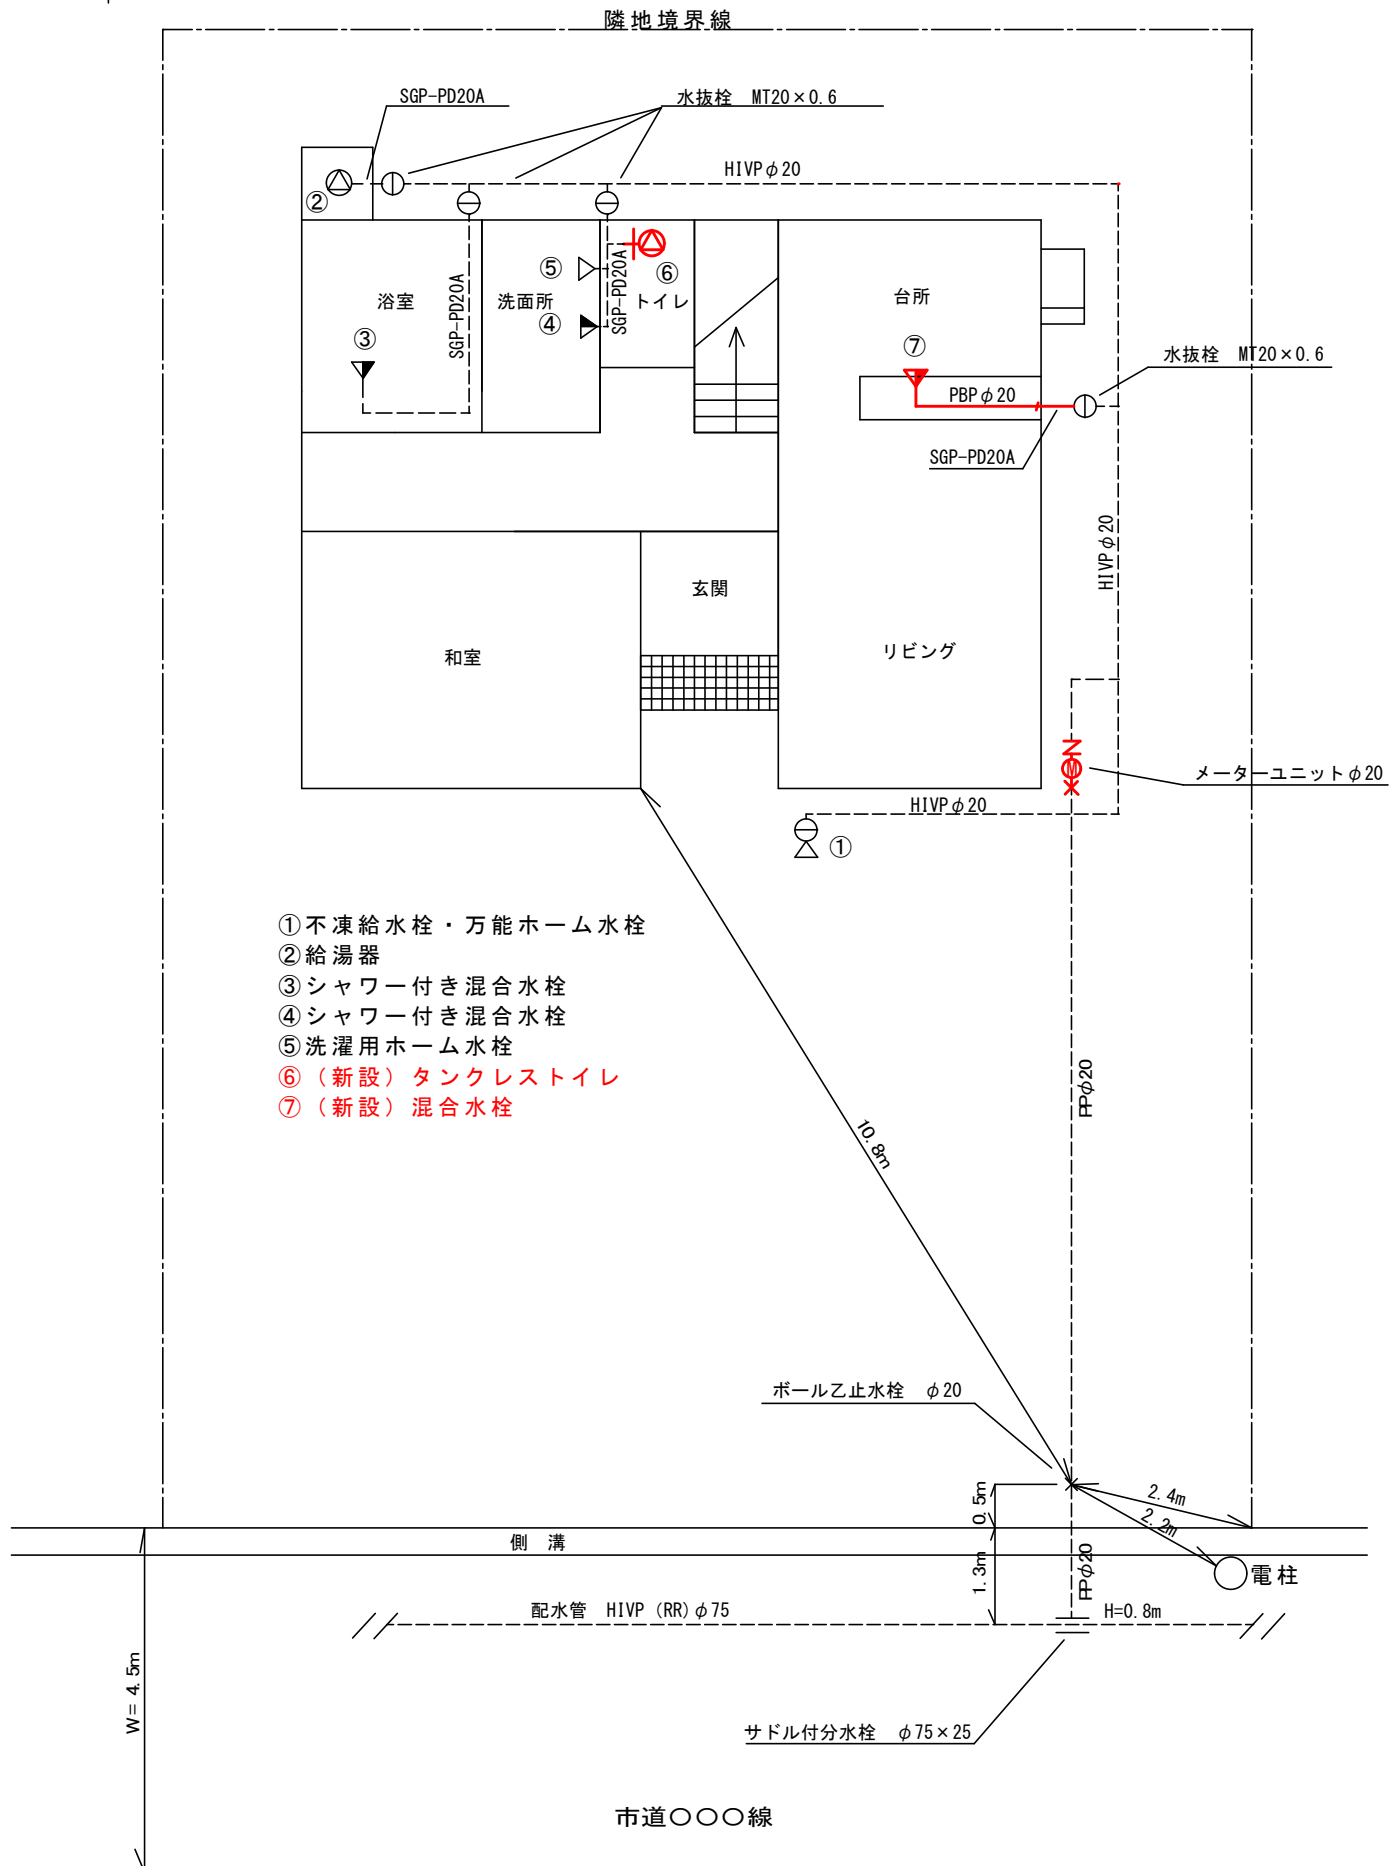 隣地境界線
SGP-PD20A
水抜栓 MT20×0.6
HIVPφ20
②
⑤
⑥
浴室
洗面所
トイレ
台所
SGP-PD20A
SGP-PD20A
④
③
⑦
水抜栓 MT20×0.6
PBPφ20
SGP-PD20A
HIVPφ20
玄関
和室
リビング
M
メーターユニットφ20
HIVPφ20
①
①不凍給水栓・万能ホーム水栓
②給湯器
③シャワー付き混合水栓
④シャワー付き混合水栓
⑤洗濯用ホーム水栓
⑥（新設）タンクレストイレ
⑦（新設）混合水栓
PPφ20
10.8m
ボール乙止水栓 φ20
0.5m
2.4m
2.2m
側 溝
1.3m
PPφ20
電柱
配水管 HIVP (RR)φ75
H=0.8m
W=4.5m
サドル付分水栓 φ75×25
市道○○○線